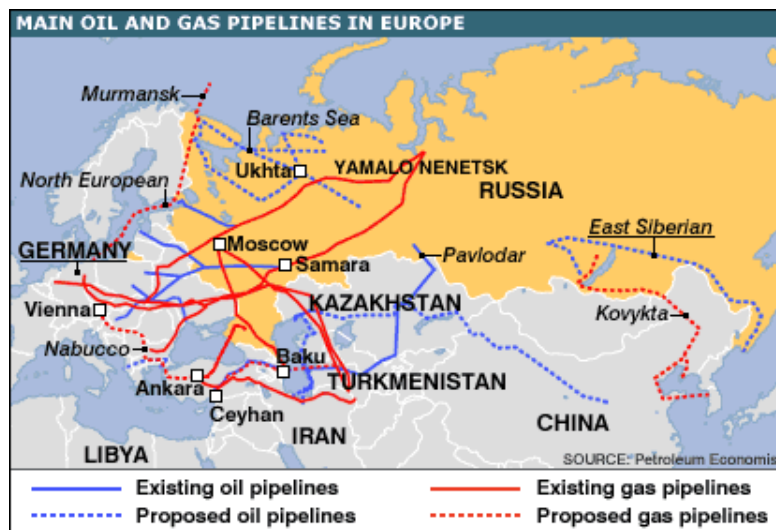 MAIN OIL AND GAS PIPELINES IN EUROPE
Murmansk
Barents Sea
Ukhta
YAMALO NENETSK
North European
RUSSIA
East Siberian
GERMANY
Moscow
Pavlodar
Samara
Vienna
KAZAKHSTAN
Kovykta
Nabucco
Baku
Ankara
TURKMENISTAN
Ceyhan
CHINA
IRAN
LIBYA
SOURCE: Petroleum Economis
Existing oil pipelines
Existing gas pipelines
Proposed oil pipelines
Proposed gas pipelines